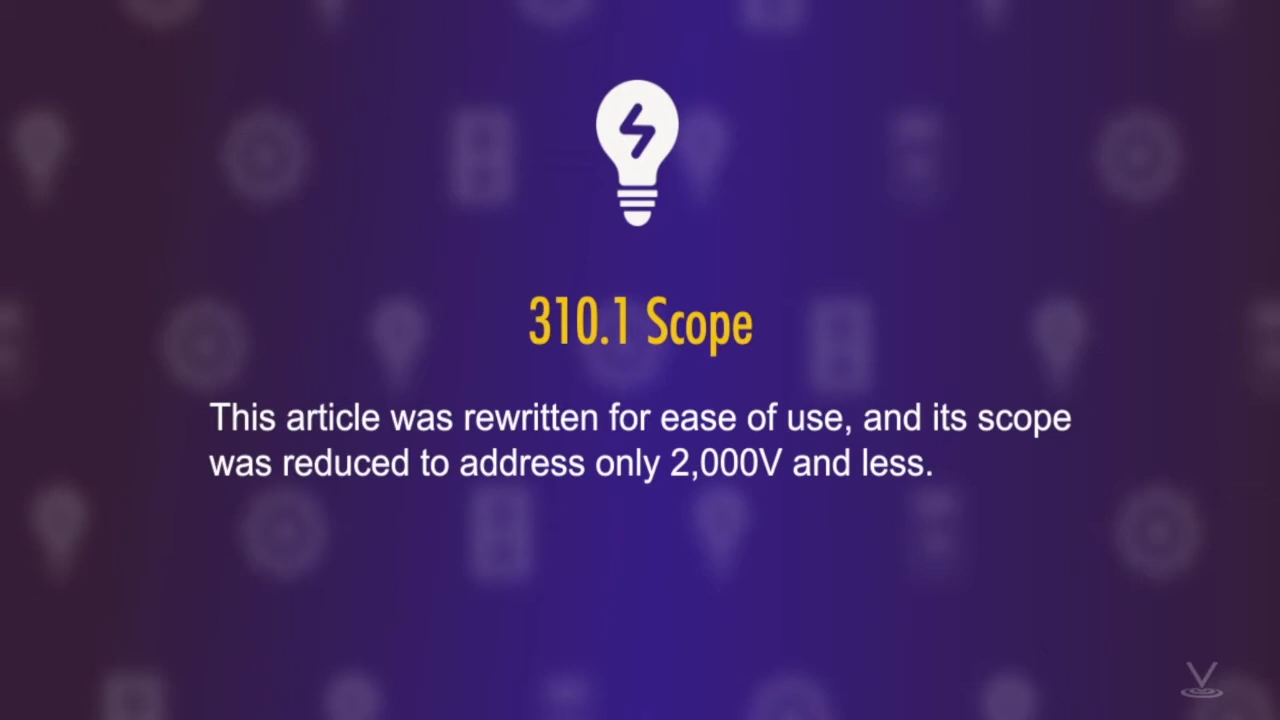 310.1 Scope
This article was rewritten for ease of use, and its scope
was reduced to address only 2,000V and less.